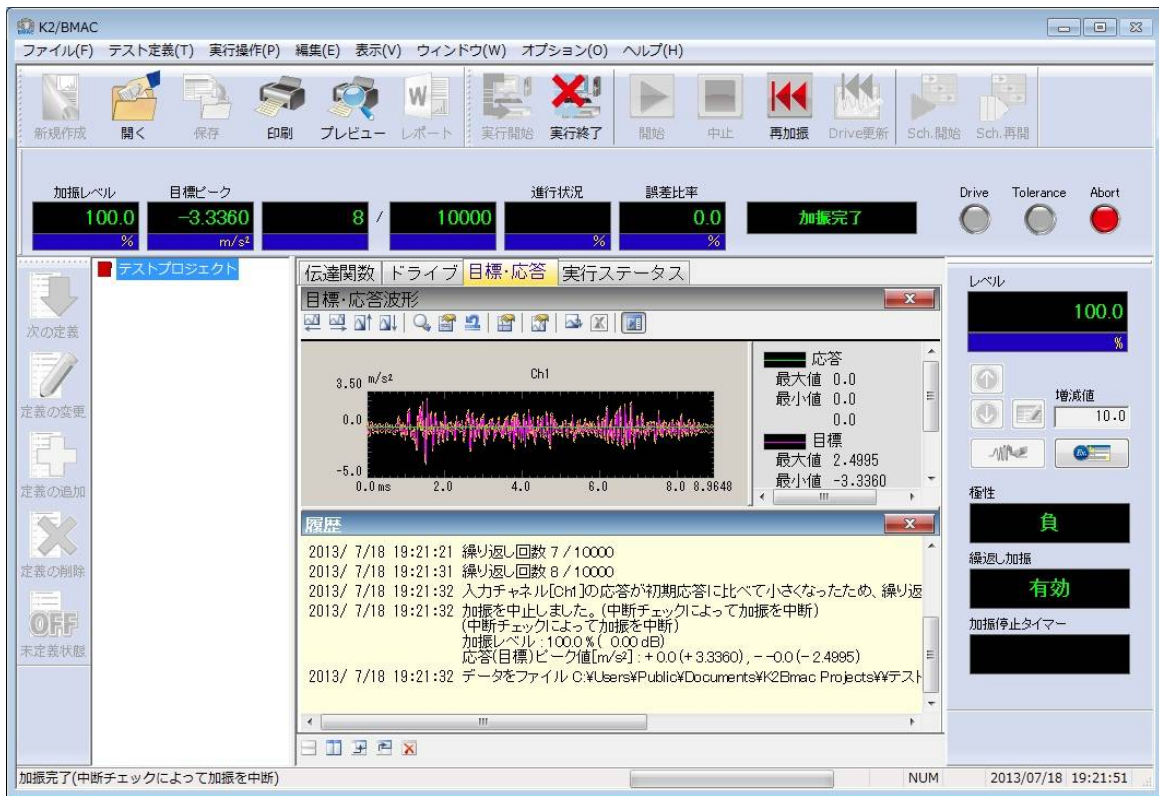 K2/BMAC
ファイル(F) テスト定義(T) 実行操作(P) 編集(E) 表示(V) ウィンドウ(W) オプション(O) ヘルプ(H)
新規作成 開く 保存 印刷 プレビュー レポート 実行開始 実行終了 開始 中止 再加振 Drive更新 Sch.開始 Sch.再開
加振レベル 目標ピーク 進行状況 誤差比率 Drive Tolerance Abort
100.0 -3.3360 8 / 10000 0.0 加振完了
% m/s² % %
次の定義
定義の変更
定義の追加
定義の削除
OFF
未定義状態
テストプロジェクト
伝達関数 ドライブ 目標・応答 実行ステータス
目標・応答波形
Ch1
3.50 m/s²
0.0
-5.0
0.0 ms 2.0 4.0 6.0 8.0 8.9648
応答
最大値 0.0
最小値 0.0
0.0
目標
最大値 2.4995
最小値 -3.3360
履歴
2013/ 7/18 19:21:21 繰り返し回数 7 / 10000
2013/ 7/18 19:21:31 繰り返し回数 8 / 10000
2013/ 7/18 19:21:32 入力チャネル[Ch1]の応答が初期応答に比べて小さくなったため、繰り返
2013/ 7/18 19:21:32 加振を中止しました。(中断チェックによって加振を中断)
(中断チェックによって加振を中断)
加振レベル : 100.0 % ( 0.00 dB)
応答(目標)ピーク値[m/s²] : + 0.0 (+ 3.3360) , - -0.0 (- 2.4995)
2013/ 7/18 19:21:32 データをファイル C:¥Users¥Public¥Documents¥K2Bmac Projects¥¥テスト
レベル
100.0
%
増減値
10.0
極性
負
繰返し加振
有効
加振停止タイマー
加振完了(中断チェックによって加振を中断) NUM 2013/07/18 19:21:51